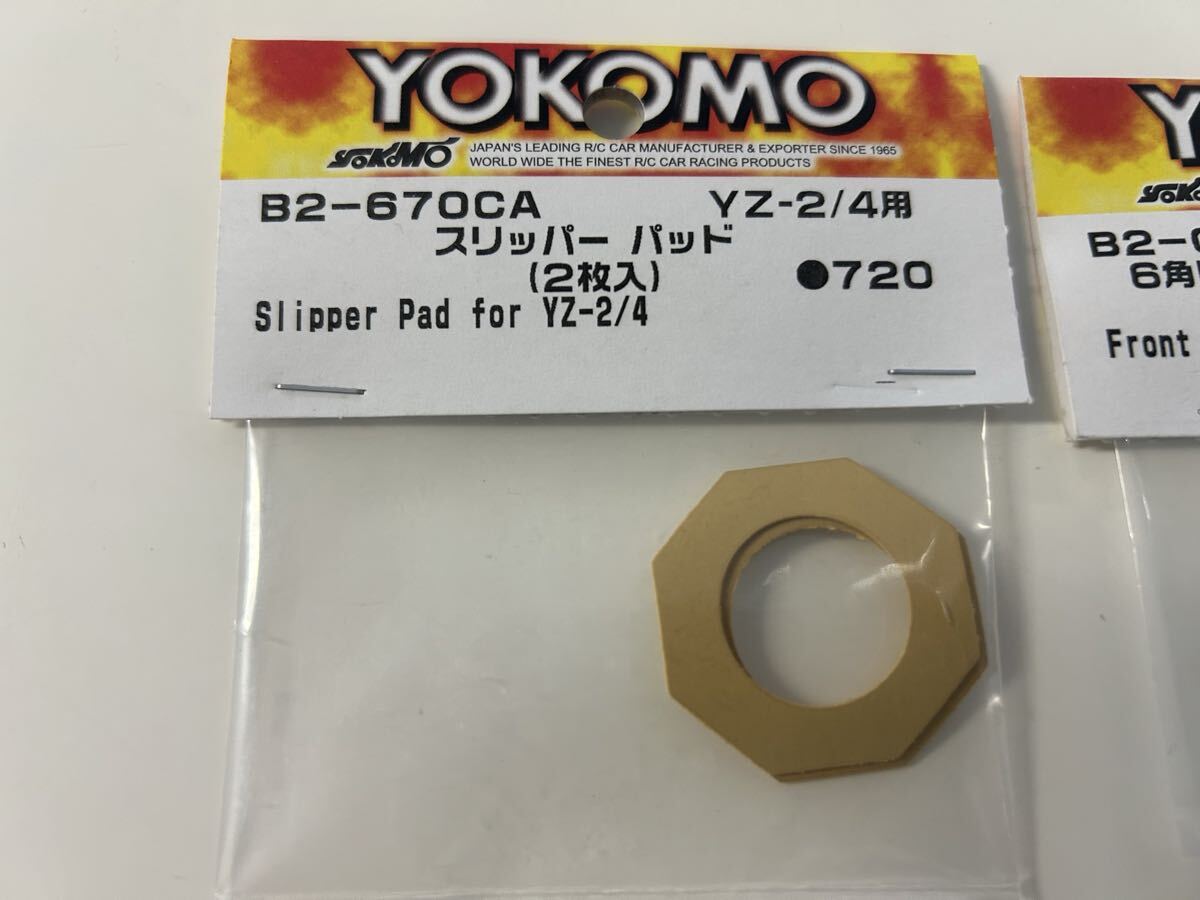 YOKOMO
YOKOMO
JAPAN'S LEADING R/C CAR MANUFACTURER & EXPORTER SINCE 1965
WORLD WIDE THE FINEST R/C CAR RACING PRODUCTS
B2-670CA YZ-2/4用
スリッパー パッド
(2枚入) ●720
Slipper Pad for YZ-2/4
B2-
6角
Front